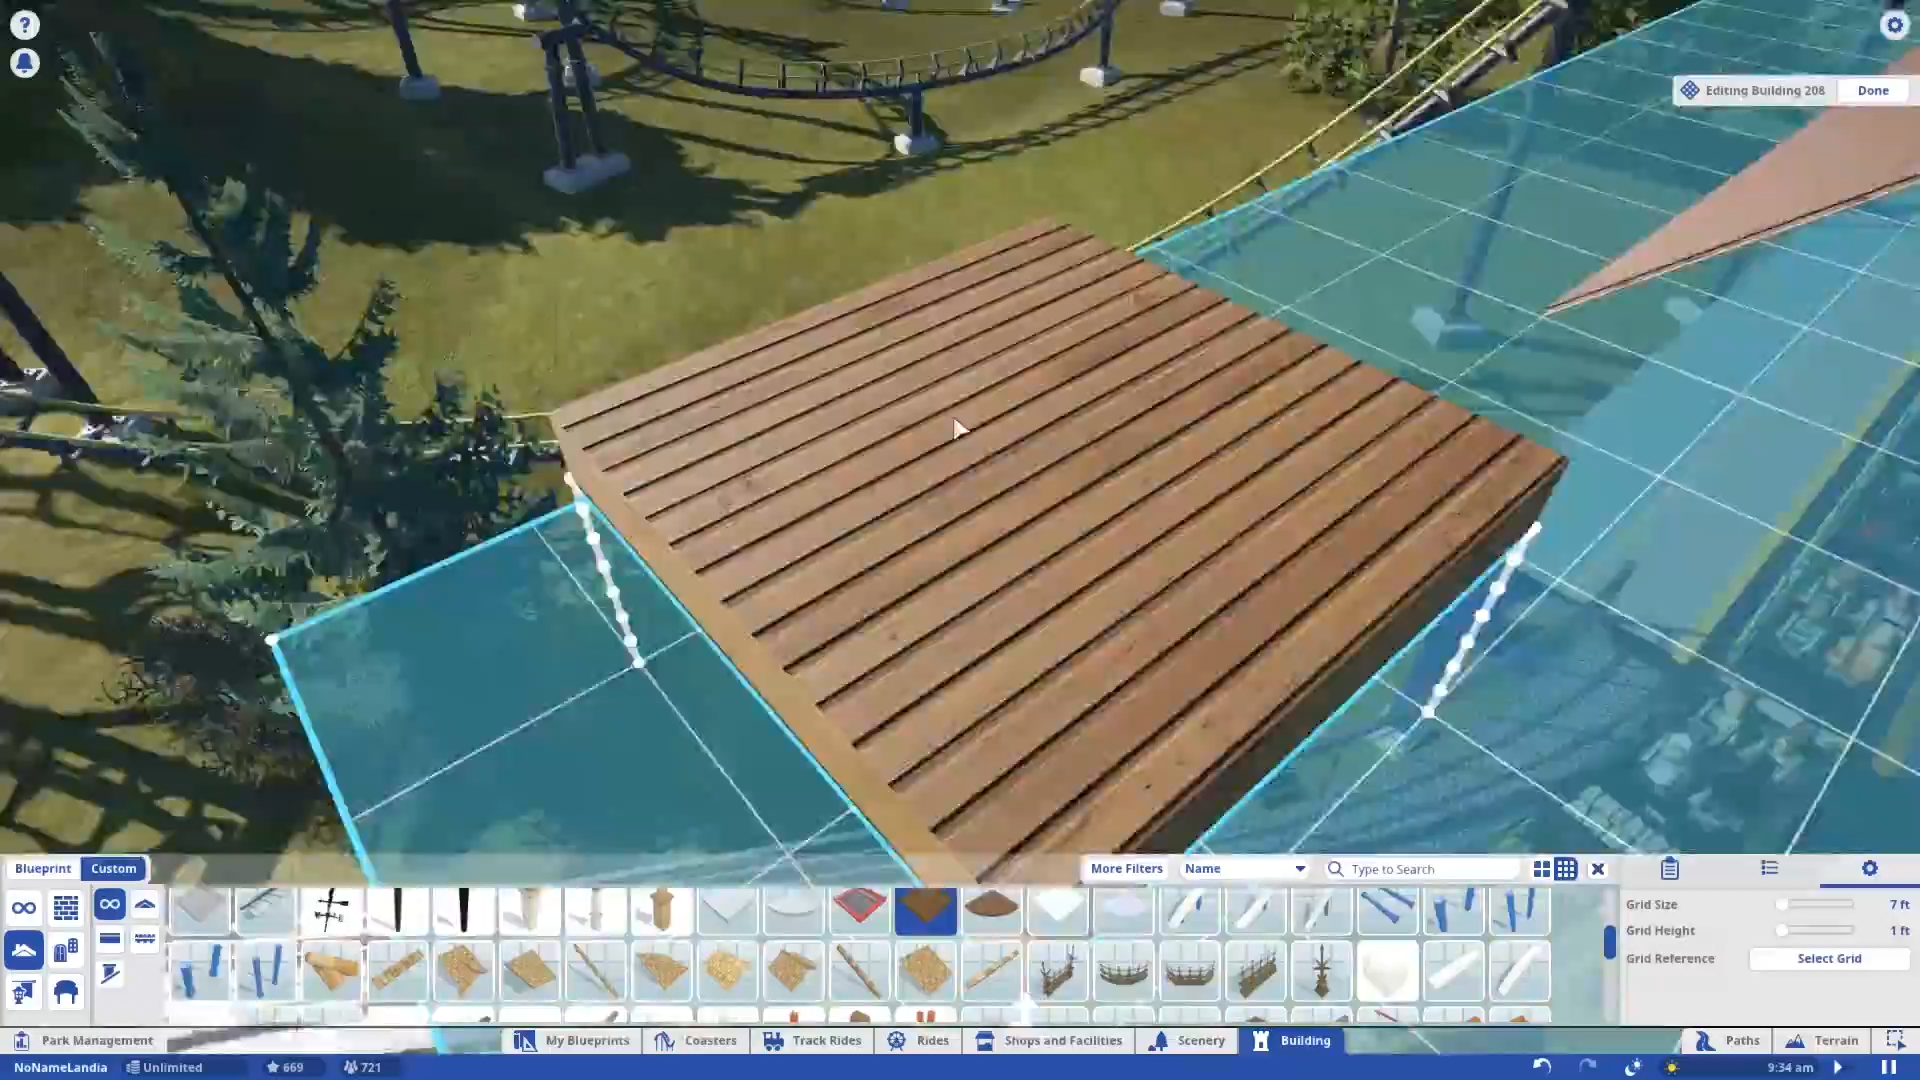 ?
Editing Building 208 Done
Blueprint Custom More Filters Name Type to Search
Grid Size 7 ft
Grid Height 1 ft
Grid Reference Select Grid
Park Management My Blueprints Coasters Track Rides Rides Shops and Facilities Scenery Building Paths Terrain
NoNameLandia Unlimited 669 721 9:34 am